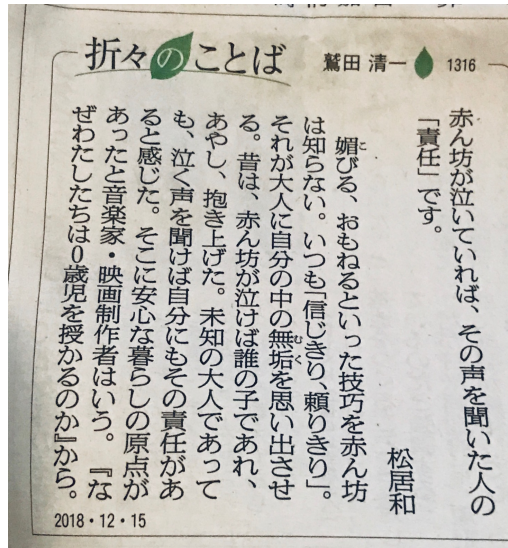 折々のことば
鷲田 清一
1316
赤ん坊が泣いていれば、その声を聞いた人の
「責任」です。
松居和
媚びる、おもねるといった技巧を赤ん坊
は知らない。いつも「信じきり、頼りきり」。
それが大人に自分の中の無垢を思い出させ
る。昔は、赤ん坊が泣けば誰の子であれ、
あやし、抱き上げた。未知の大人であって
も、泣く声を聞けば自分にもその責任があ
ると感じた。そこに安心な暮らしの原点が
あったと音楽家・映画制作者はいう。『な
ぜわたしたちは0歳児を授かるのか』から。
2018・12・15